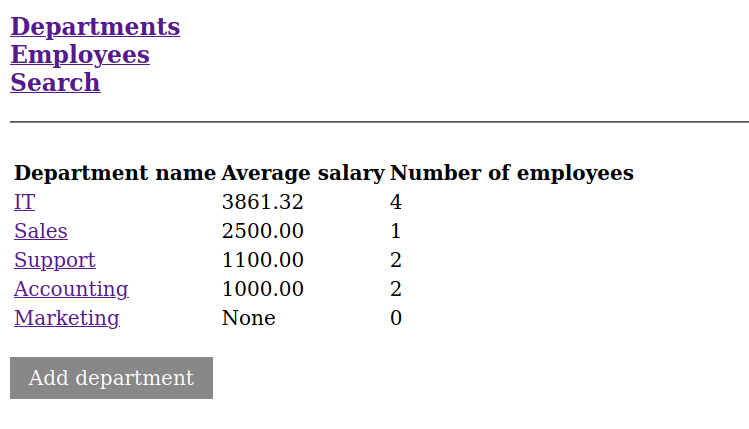 Departments
Employees
Search
Department name Average salary Number of employees
IT 3861.32 4
Sales 2500.00 1
Support 1100.00 2
Accounting 1000.00 2
Marketing None 0
Add department